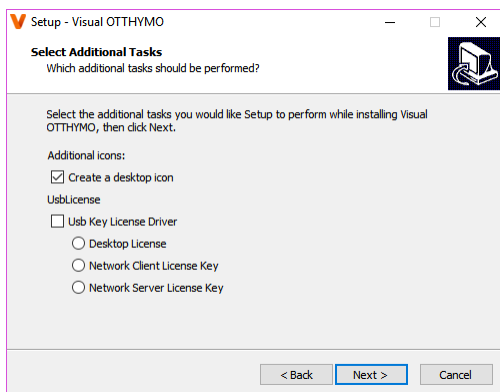 Setup - Visual OTTHYMO
Select Additional Tasks
Which additional tasks should be performed?
Select the additional tasks you would like Setup to perform while installing Visual
OTTHYMO, then click Next.
Additional icons:
Create a desktop icon
UsbLicense
Usb Key License Driver
Desktop License
Network Client License Key
Network Server License Key
< Back Next > Cancel